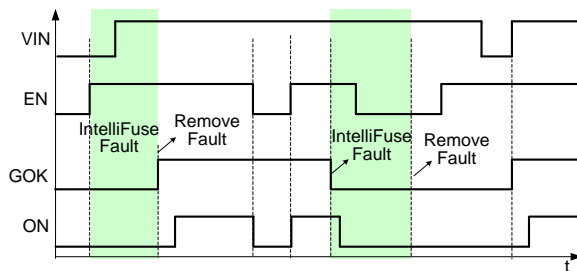 VIN
EN
IntelliFuse
Fault
Remove
Fault
IntelliFuse
Fault
Remove
Fault
GOK
ON
t